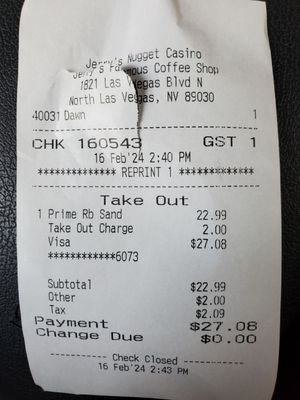 Jerry's Nugget Casino
Jerry's Famous Coffee Shop
1821 Las Vegas Blvd N
North Las Vegas, NV 89030
40031 Dawn 1
CHK 160543 GST 1
16 Feb'24 2:40 PM
************* REPRINT 1 *************
Take Out
1 Prime Rb Sand 22.99
Take Out Charge 2.00
Visa $27.08
************6073
Subtotal $22.99
Other $2.00
Tax $2.09
Payment $27.08
Change Due $0.00
----------- Check Closed -----------
16 Feb'24 2:43 PM